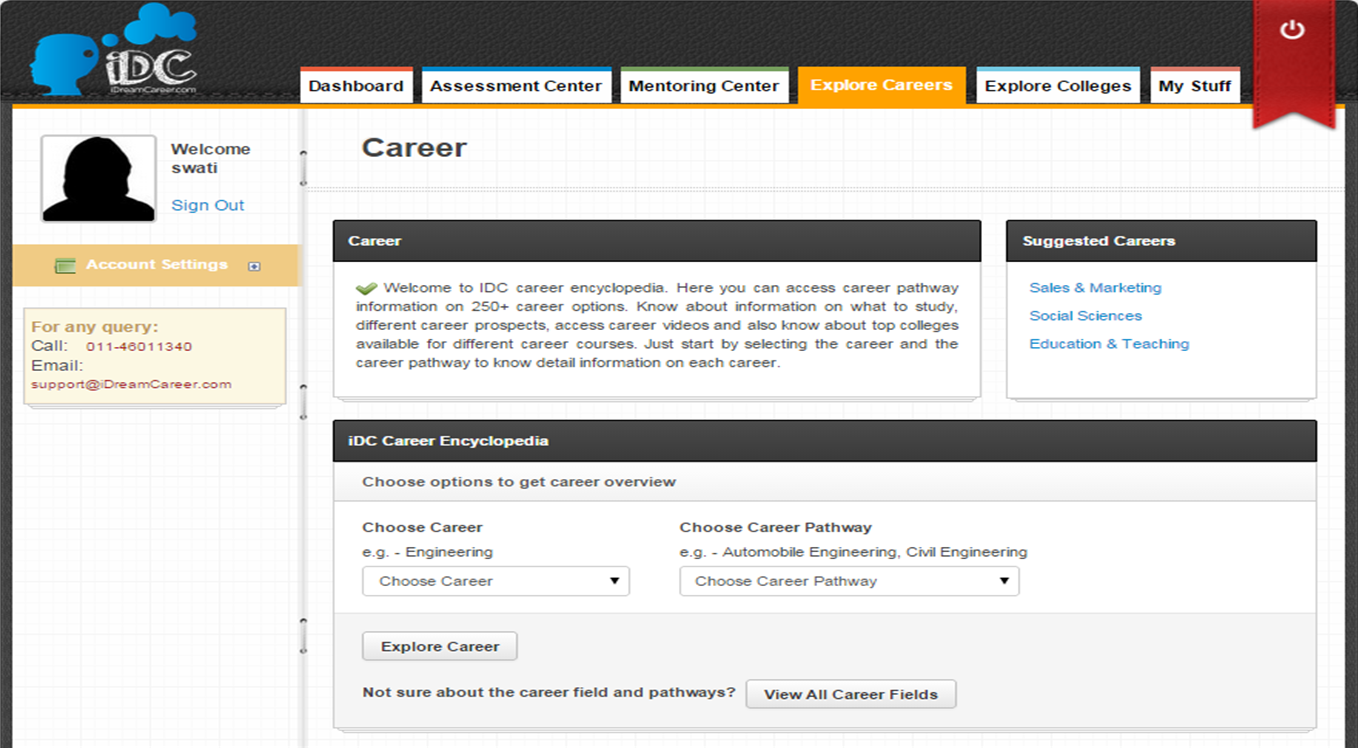 iDC
iDreamCareer.com
Dashboard
Assessment Center
Mentoring Center
Explore Careers
Explore Colleges
My Stuff
Welcome
swati
Sign Out
Account Settings
For any query:
Call: 011-46011340
Email:
support@iDreamCareer.com
Career
Career
Welcome to IDC career encyclopedia. Here you can access career pathway
information on 250+ career options. Know about information on what to study,
different career prospects, access career videos and also know about top colleges
available for different career courses. Just start by selecting the career and the
career pathway to know detail information on each career.
Suggested Careers
Sales & Marketing
Social Sciences
Education & Teaching
iDC Career Encyclopedia
Choose options to get career overview
Choose Career
e.g. - Engineering
Choose Career
Choose Career Pathway
e.g. - Automobile Engineering, Civil Engineering
Choose Career Pathway
Explore Career
Not sure about the career field and pathways?
View All Career Fields